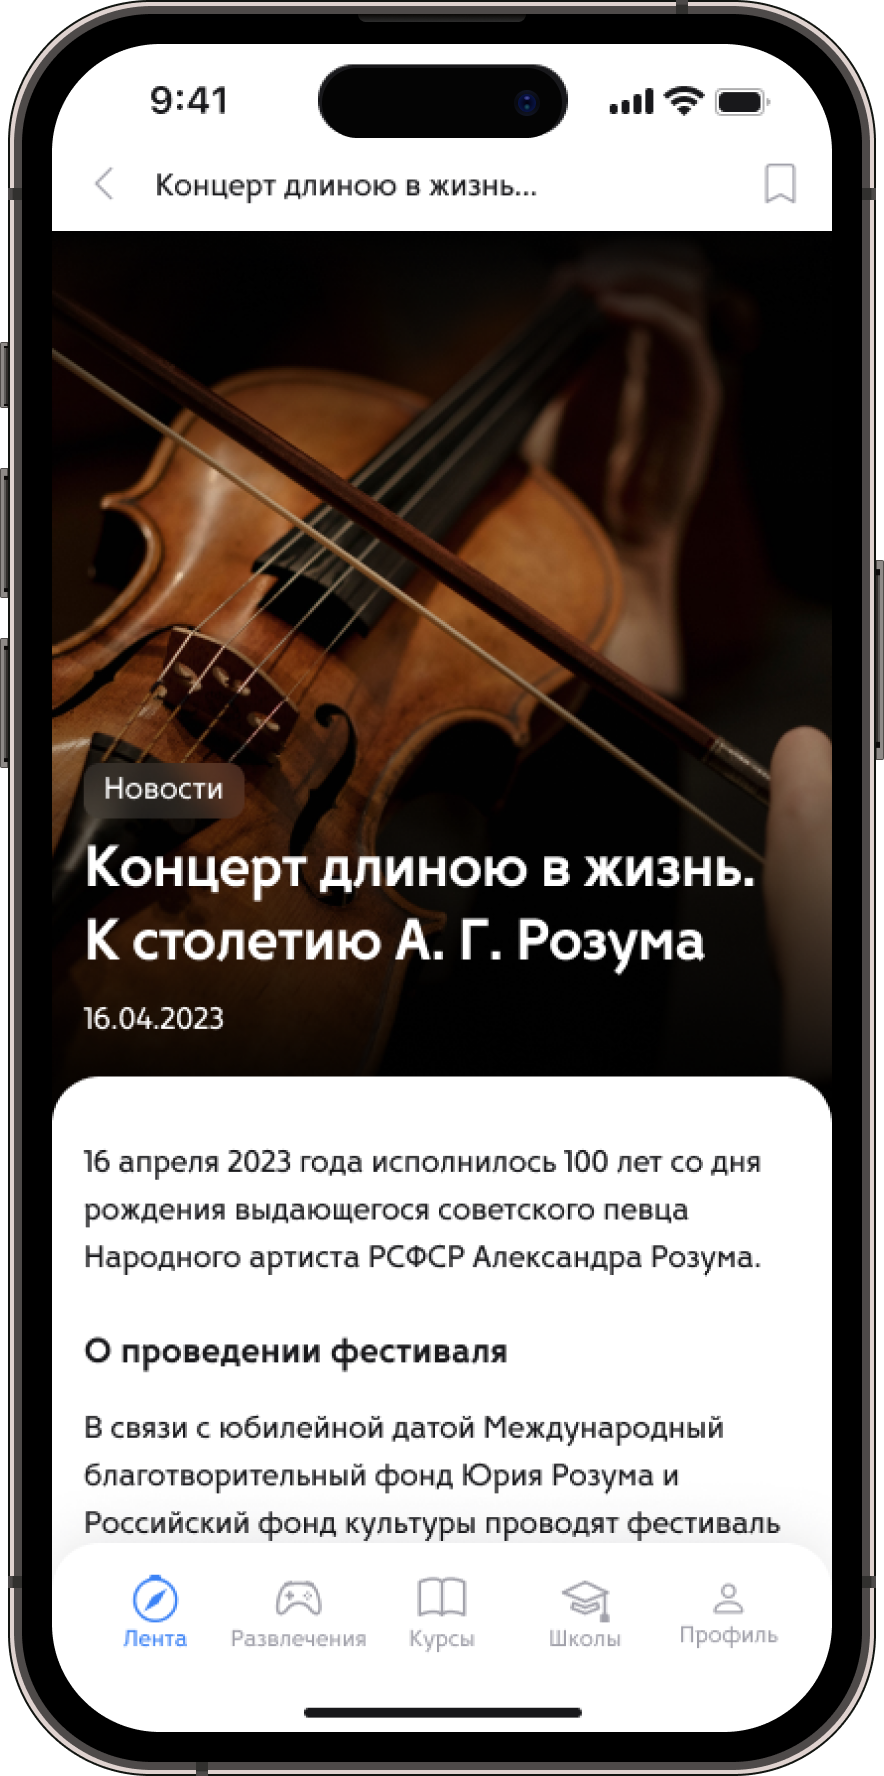 9:41
Концерт длиною в жизнь...
Новости
Концерт длиною в жизнь.
К столетию А. Г. Розума
16.04.2023
16 апреля 2023 года исполнилось 100 лет со дня
рождения выдающегося советского певца
Народного артиста РСФСР Александра Розума.
О проведении фестиваля
В связи с юбилейной датой Международный
благотворительный фонд Юрия Розума и
Российский фонд культуры проводят фестиваль
Лента Развлечения Курсы Школы Профиль